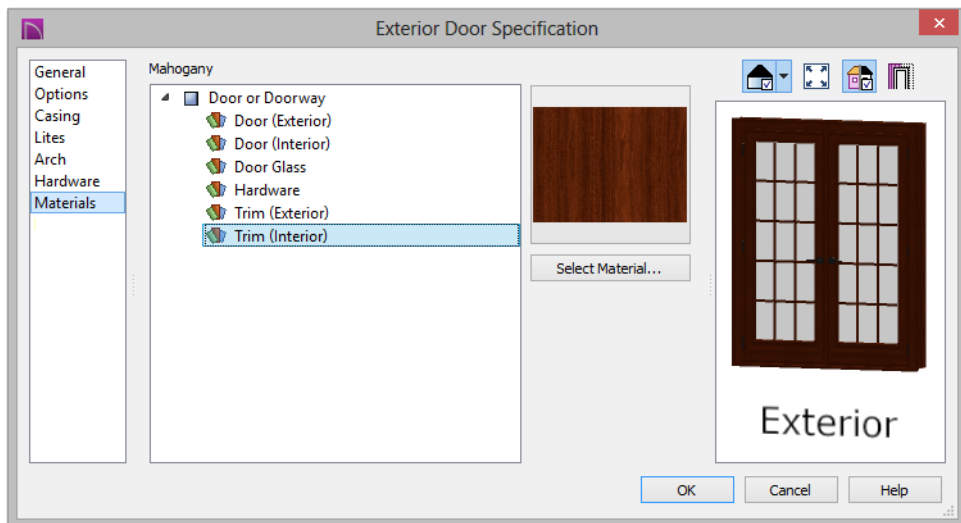 Exterior Door Specification
General
Options
Casing
Lites
Arch
Hardware
Materials
Mahogany
Door or Doorway
Door (Exterior)
Door (Interior)
Door Glass
Hardware
Trim (Exterior)
Trim (Interior)
Select Material...
Exterior
OK
Cancel
Help